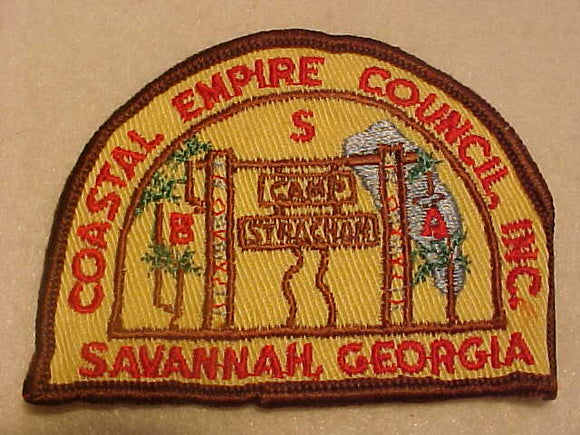 COASTAL EMPIRE COUNCIL, INC.
B S A
CAMP
STRACHAN
SAVANNAH, GEORGIA